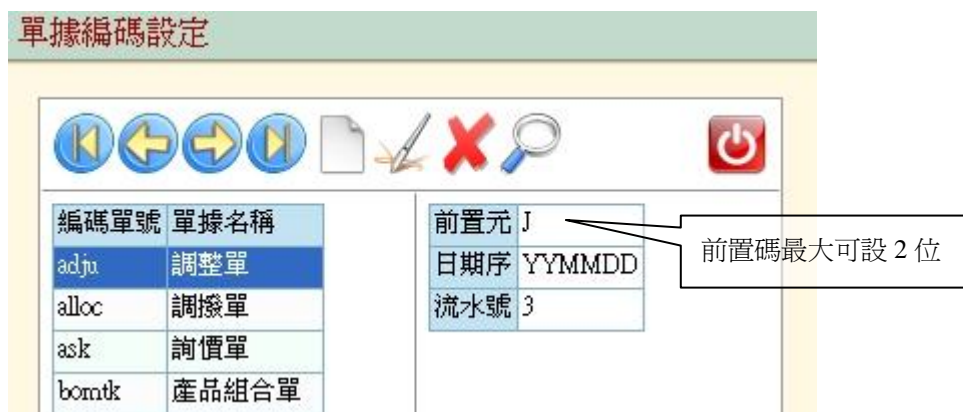 單據編碼設定
編碼單號 單據名稱
adju 調整單
alloc 調撥單
ask 詢價單
bomtk 產品組合單
前置元 J
日期序 YYMMDD
流水號 3
前置碼最大可設 2 位